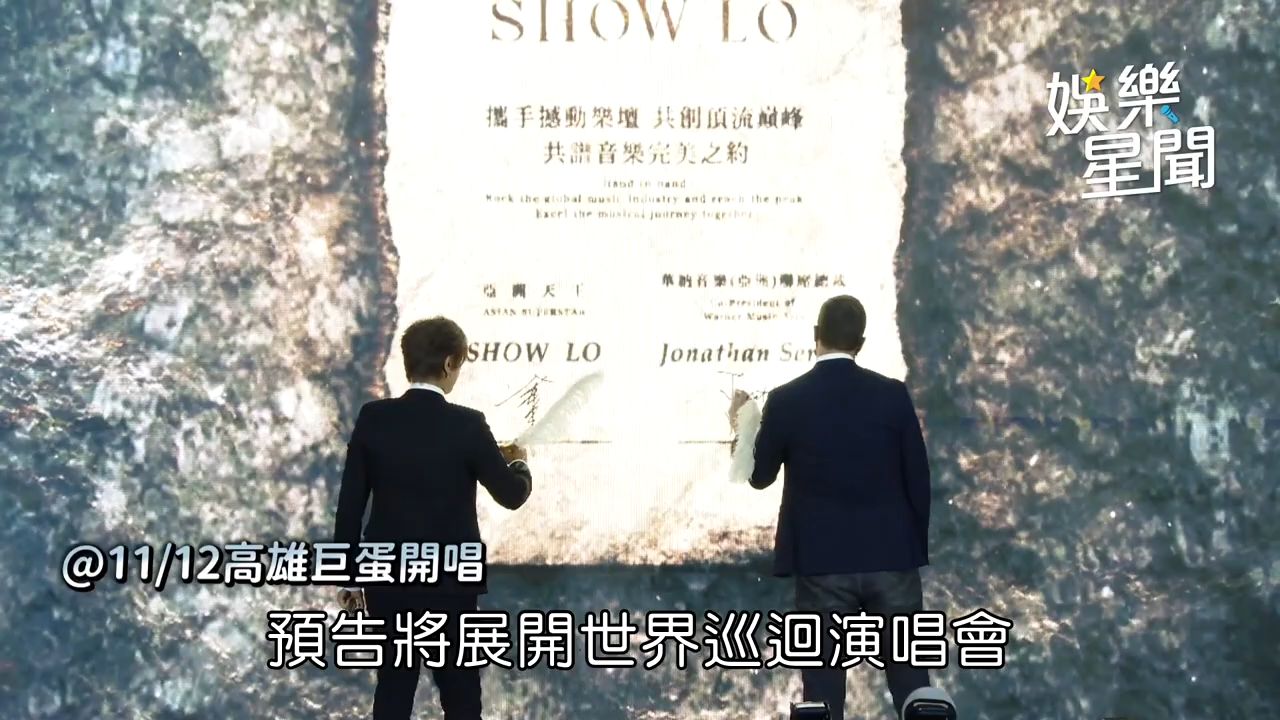 SHOW LO
娛樂
星聞
攜手撼動樂壇 共創頂流巔峰
共譜音樂完美之約
Hand in hand
Rock the global music industry and reach the peak
Excel the musical journey together
亞洲天王
ASIAN SUPERSTAR
華納音樂(亞洲)聯席總裁
Co-President of
Warner Music
SHOW LO
Jonathan
@11/12高雄巨蛋開唱
預告將展開世界巡迴演唱會